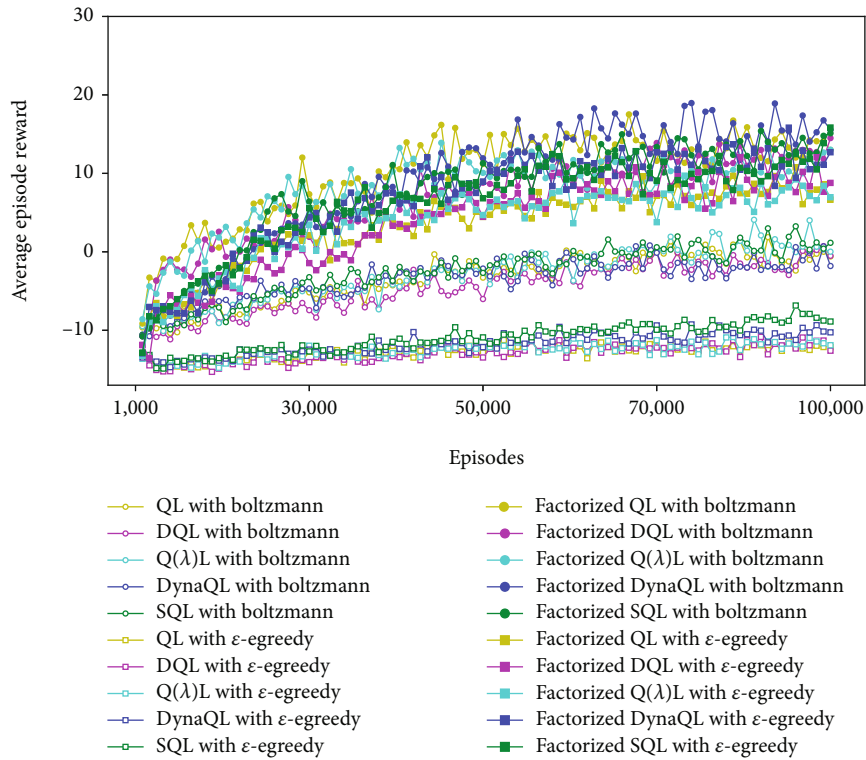 Average episode reward
30
20
10
0
−10
1,000
30,000
50,000
70,000
100,000
Episodes
QL with boltzmann
DQL with boltzmann
Q(λ)L with boltzmann
DynaQL with boltzmann
SQL with boltzmann
QL with ε-egreedy
DQL with ε-egreedy
Q(λ)L with ε-egreedy
DynaQL with ε-egreedy
SQL with ε-egreedy
Factorized QL with boltzmann
Factorized DQL with boltzmann
Factorized Q(λ)L with boltzmann
Factorized DynaQL with boltzmann
Factorized SQL with boltzmann
Factorized QL with ε-egreedy
Factorized DQL with ε-egreedy
Factorized Q(λ)L with ε-egreedy
Factorized DynaQL with ε-egreedy
Factorized SQL with ε-egreedy